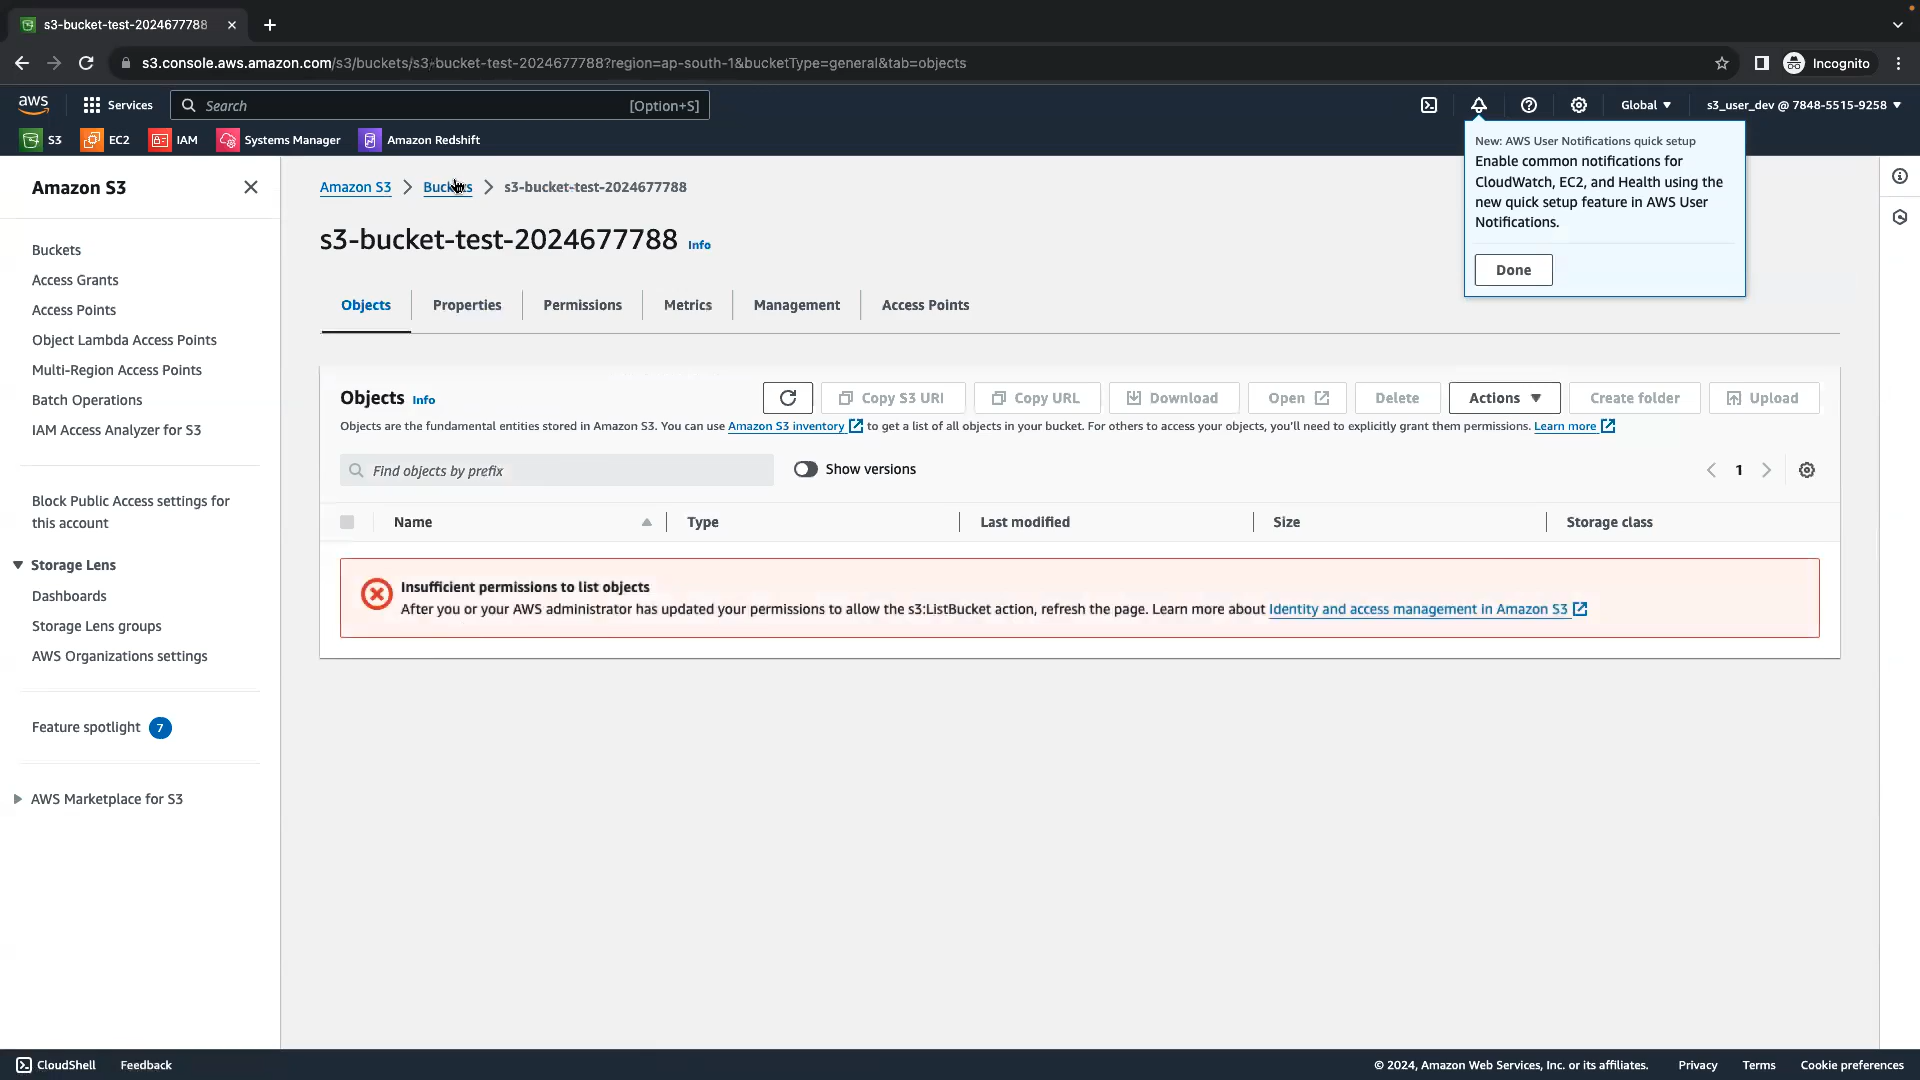 s3-bucket-test-2024677788
s3.console.aws.amazon.com/s3/buckets/s3-bucket-test-2024677788?region=ap-south-1&bucketType=general&tab=objects
Incognito
aws
Services
Search
[Option+S]
Global
s3_user_dev @ 7848-5515-9258
S3
EC2
IAM
Systems Manager
Amazon Redshift
New: AWS User Notifications quick setup
Enable common notifications for
CloudWatch, EC2, and Health using the
new quick setup feature in AWS User
Notifications.
Done
Amazon S3
Buckets
Access Grants
Access Points
Object Lambda Access Points
Multi-Region Access Points
Batch Operations
IAM Access Analyzer for S3
Block Public Access settings for
this account
Storage Lens
Dashboards
Storage Lens groups
AWS Organizations settings
Feature spotlight 7
AWS Marketplace for S3
Amazon S3 > Buckets > s3-bucket-test-2024677788
s3-bucket-test-2024677788 Info
Objects
Properties
Permissions
Metrics
Management
Access Points
Objects Info
Copy S3 URI
Copy URL
Download
Open
Delete
Actions
Create folder
Upload
Objects are the fundamental entities stored in Amazon S3. You can use Amazon S3 inventory to get a list of all objects in your bucket. For others to access your objects, you'll need to explicitly grant them permissions. Learn more
Find objects by prefix
Show versions
1
Name
Type
Last modified
Size
Storage class
Insufficient permissions to list objects
After you or your AWS administrator has updated your permissions to allow the s3:ListBucket action, refresh the page. Learn more about Identity and access management in Amazon S3
CloudShell
Feedback
© 2024, Amazon Web Services, Inc. or its affiliates.
Privacy
Terms
Cookie preferences